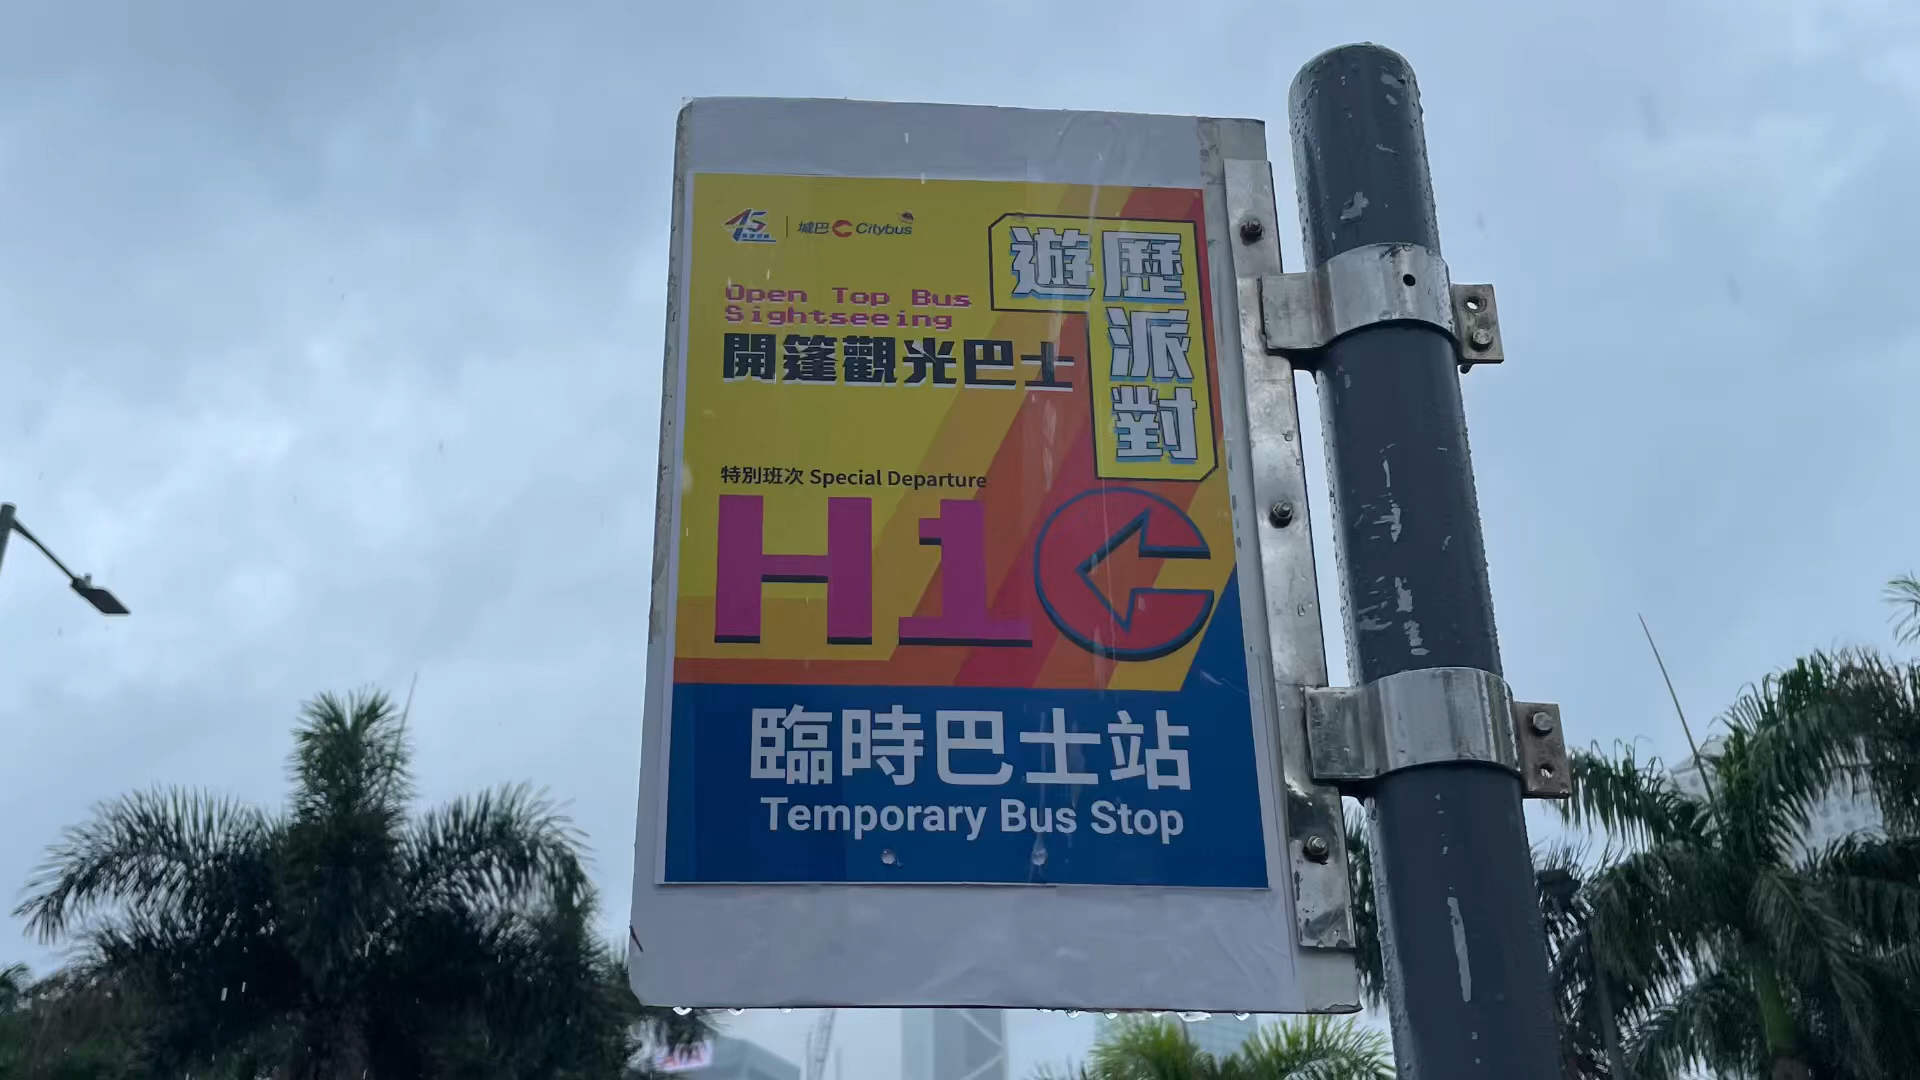 45
城巴 Citybus
遊歷派對
Open Top Bus
Sightseeing
開篷觀光巴士
特別班次 Special Departure
H1C
臨時巴士站
Temporary Bus Stop